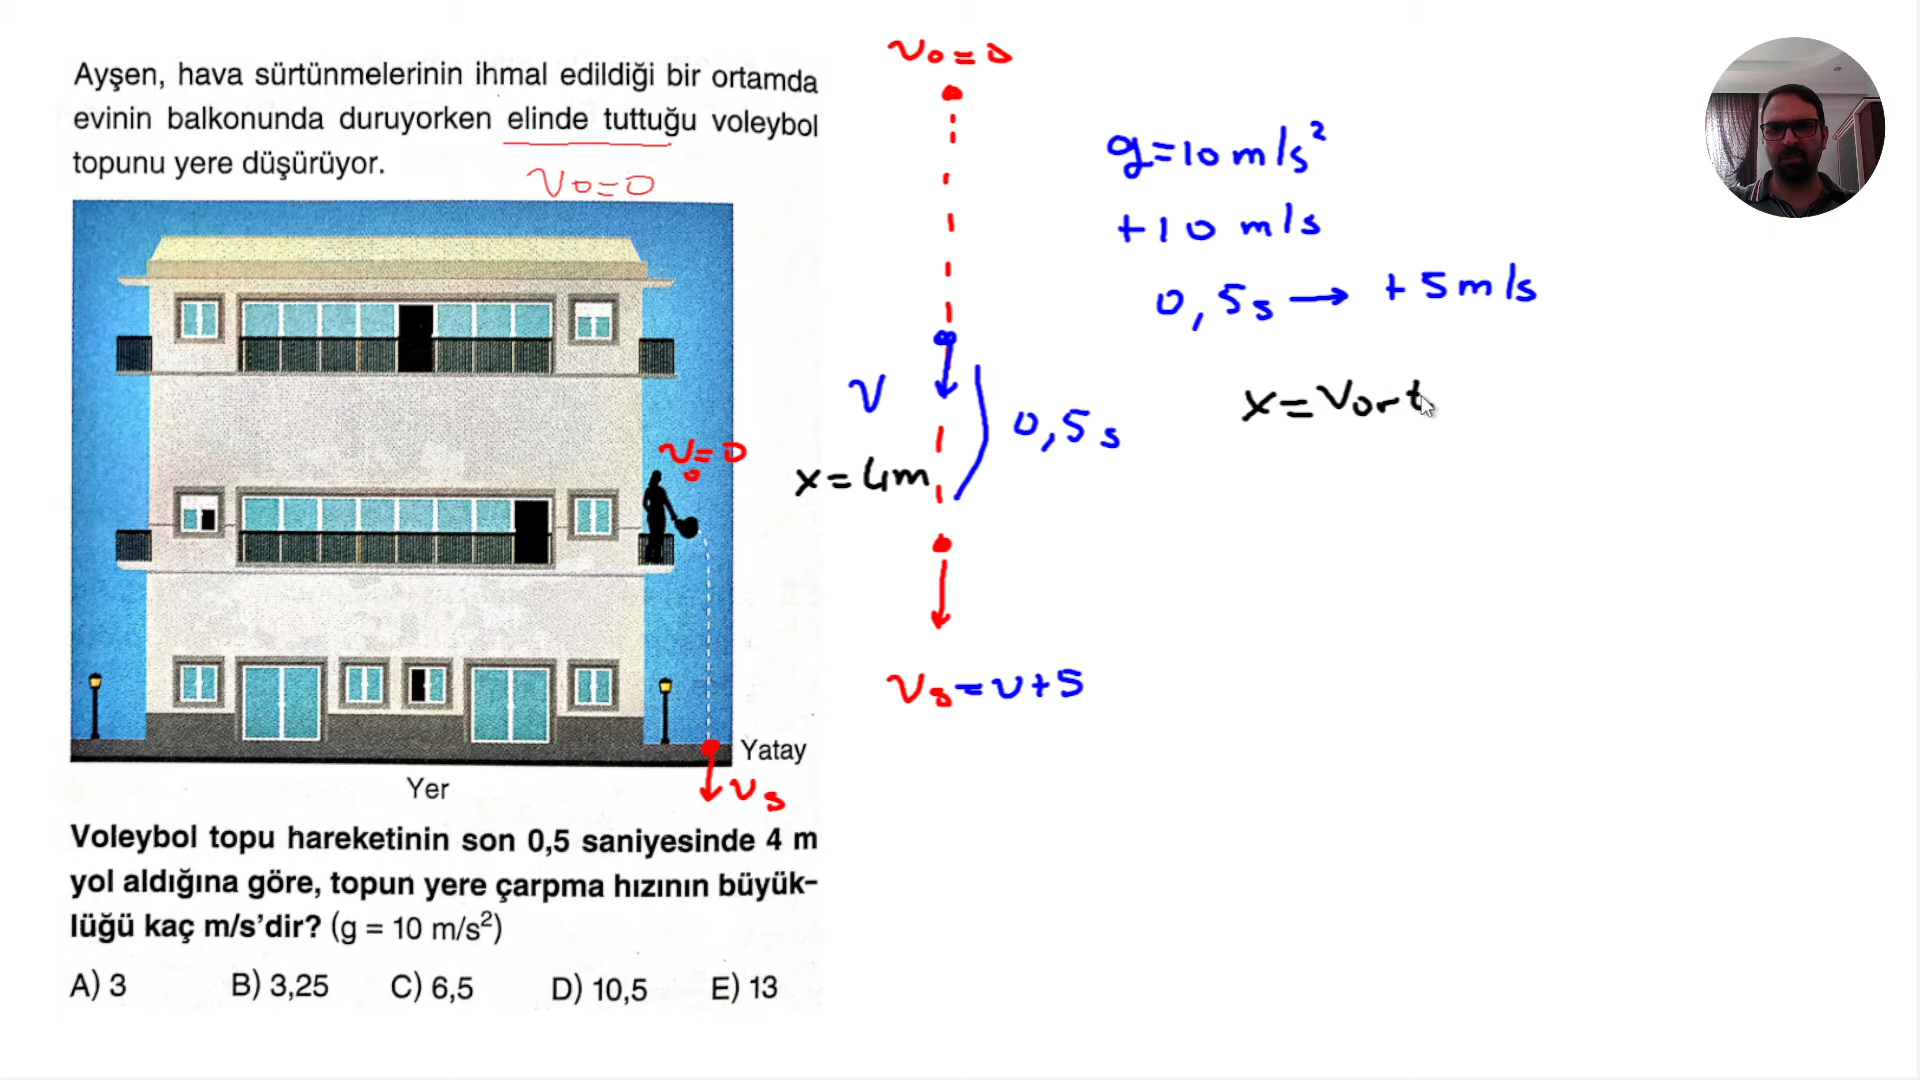 Ayşen, hava sürtünmelerinin ihmal edildiği bir ortamda
evinin balkonunda duruyorken elinde tuttuğu voleybol
topunu yere düşürüyor.
V₀=0
V₀=0
Yatay
Vs
Yer
Voleybol topu hareketinin son 0,5 saniyesinde 4 m
yol aldığına göre, topun yere çarpma hızının büyük-
lüğü kaç m/s'dir? (g = 10 m/s²)
A) 3 B) 3,25 C) 6,5 D) 10,5 E) 13
V₀=0
V
0,5 s
x=4m
Vs=V+5
g=10 m/s²
+10 m/s
0,5s → +5m/s
x=Vort